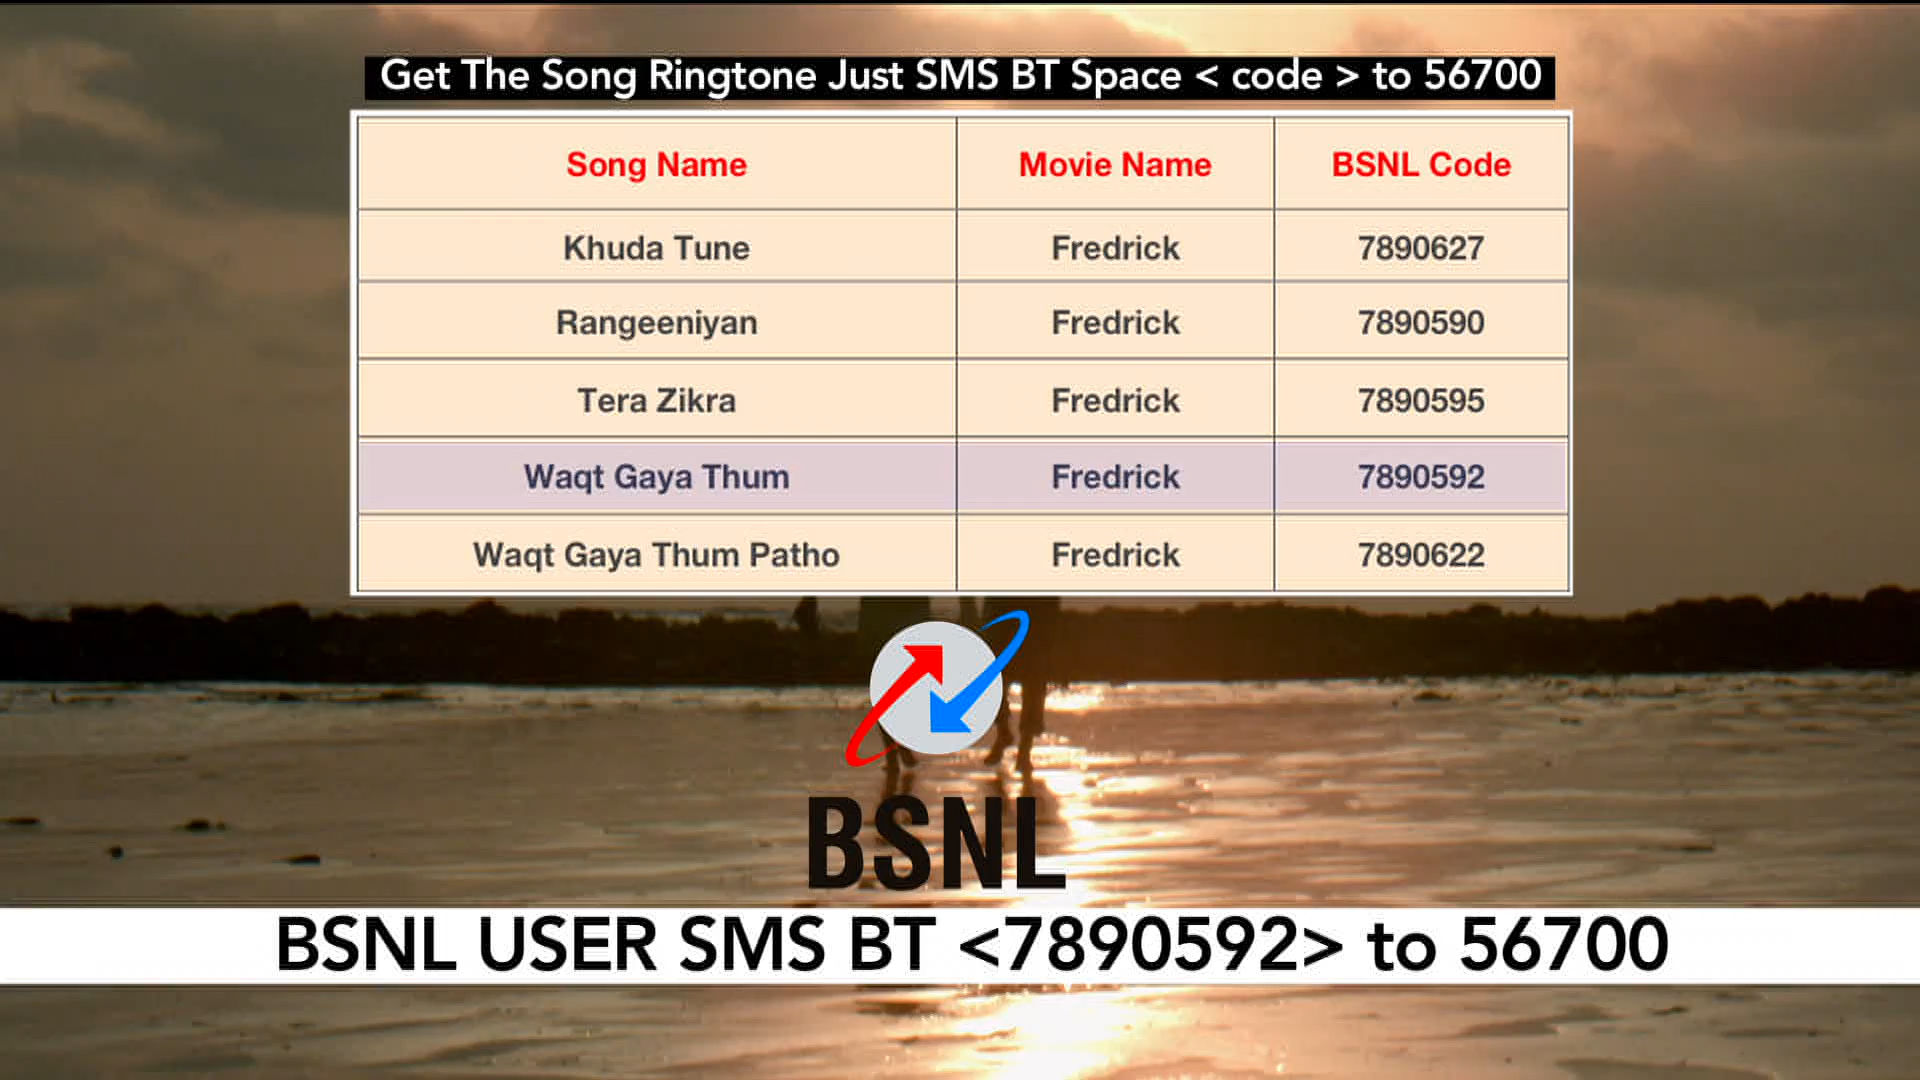 Get The Song Ringtone Just SMS BT Space < code > to 56700
Song Name Movie Name BSNL Code
Khuda Tune Fredrick 7890627
Rangeeniyan Fredrick 7890590
Tera Zikra Fredrick 7890595
Waqt Gaya Thum Fredrick 7890592
Waqt Gaya Thum Patho Fredrick 7890622
BSNL
BSNL USER SMS BT <7890592> to 56700